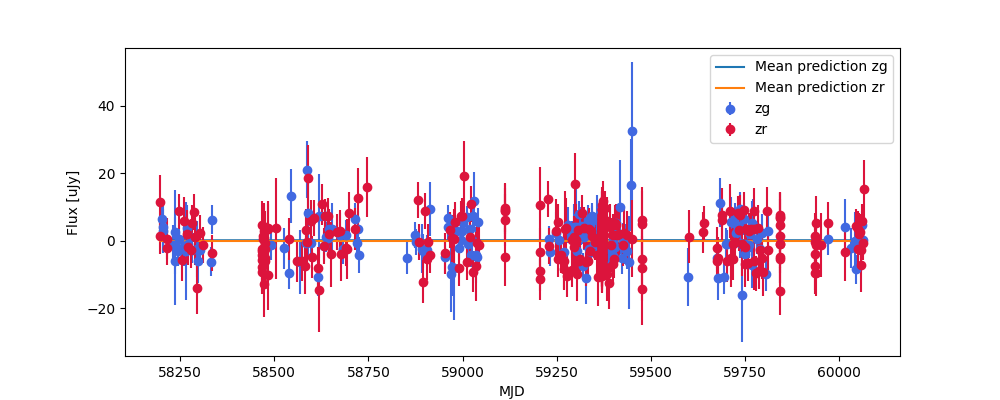 Mean prediction zg
Mean prediction zr
zg
zr
Flux [uJy]
40
20
0
−20
58250
58500
58750
59000
59250
59500
59750
60000
MJD